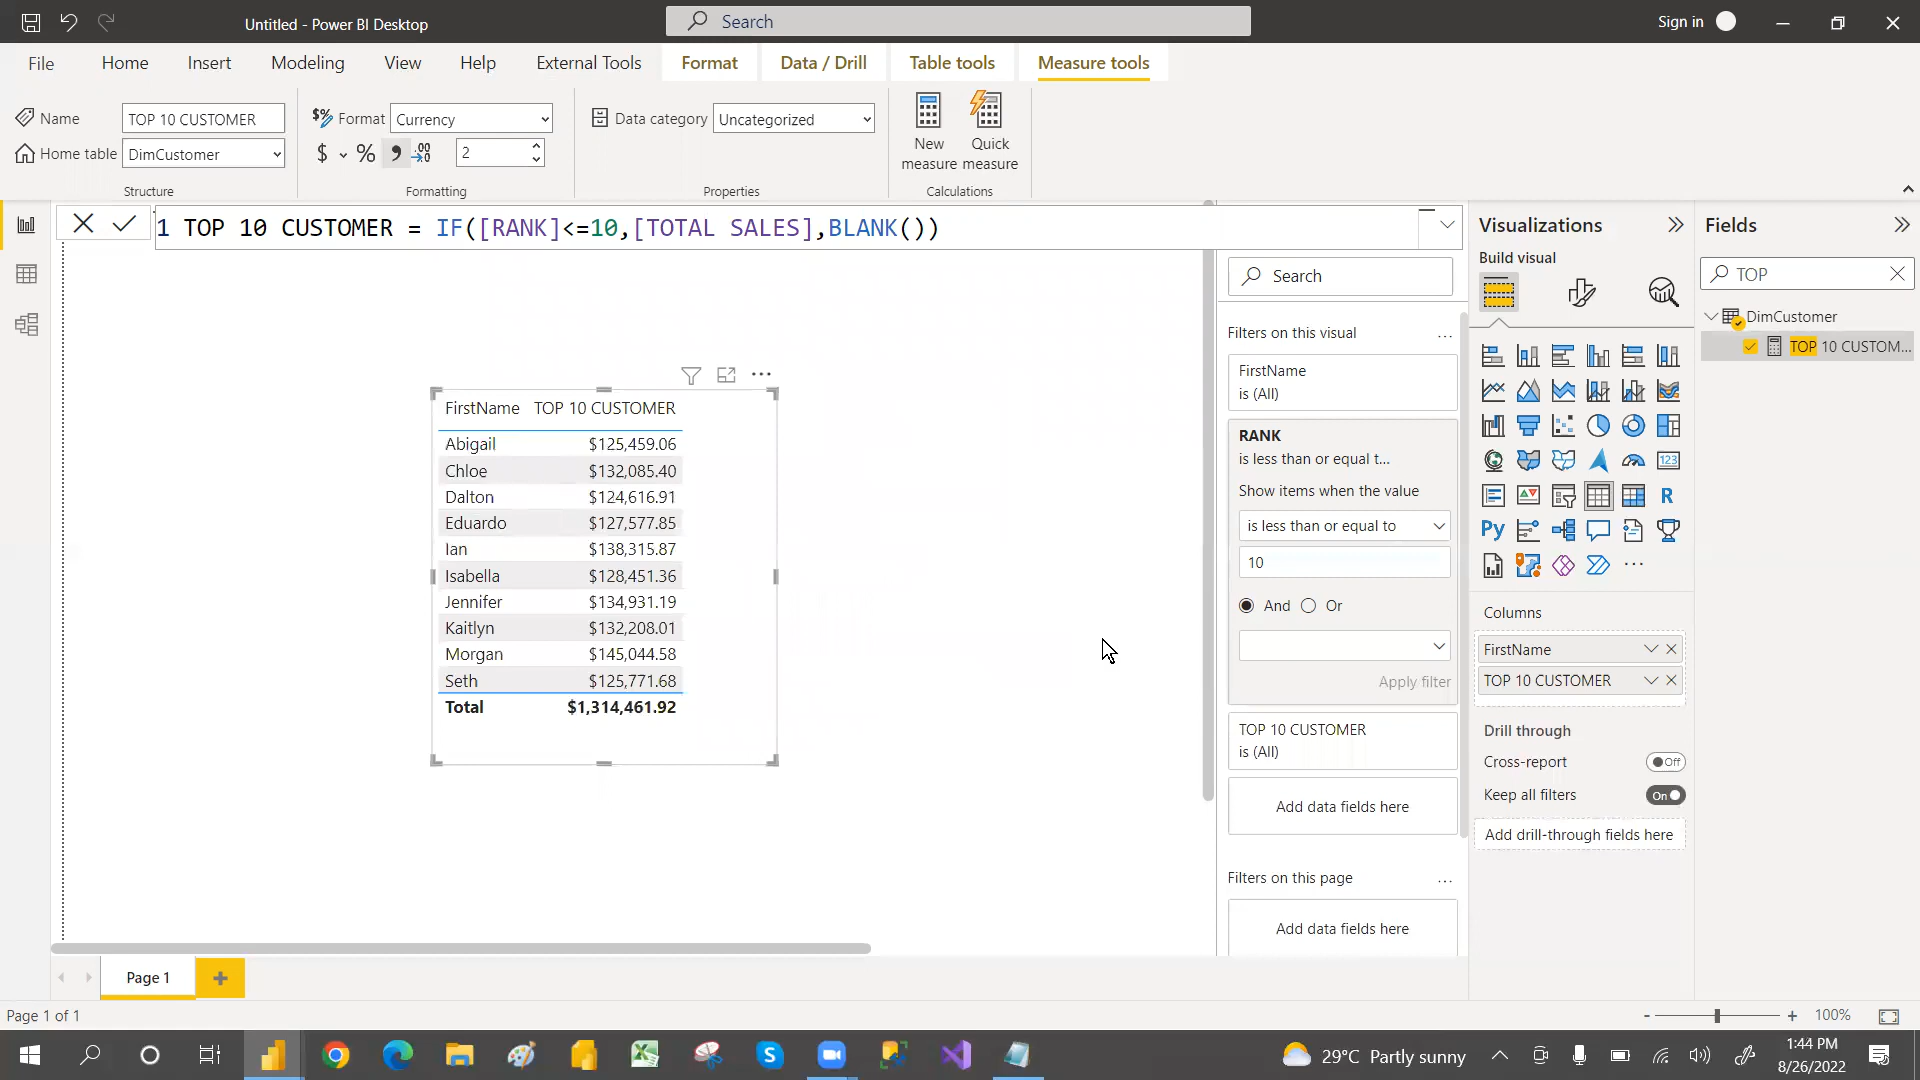 Untitled - Power BI Desktop
Search
Sign in
File Home Insert Modeling View Help External Tools Format Data / Drill Table tools Measure tools
Name TOP 10 CUSTOMER
Home table DimCustomer
Structure
Format Currency
$ % , .00 2
Formatting
Data category Uncategorized
Properties
New measure
Quick measure
Calculations
1 TOP 10 CUSTOMER = IF([RANK]<=10,[TOTAL SALES],BLANK())
FirstName TOP 10 CUSTOMER
Abigail $125,459.06
Chloe $132,085.40
Dalton $124,616.91
Eduardo $127,577.85
Ian $138,315.87
Isabella $128,451.36
Jennifer $134,931.19
Kaitlyn $132,208.01
Morgan $145,044.58
Seth $125,771.68
Total $1,314,461.92
Search
Filters on this visual
FirstName
is (All)
RANK
is less than or equal t...
Show items when the value
is less than or equal to
10
And Or
Apply filter
TOP 10 CUSTOMER
is (All)
Add data fields here
Filters on this page
Add data fields here
Visualizations
Build visual
123
R
Py
Columns
FirstName
TOP 10 CUSTOMER
Drill through
Cross-report Off
Keep all filters On
Add drill-through fields here
Fields
TOP
DimCustomer
TOP 10 CUSTOM...
Page 1
Page 1 of 1
- + 100%
29°C Partly sunny
1:44 PM
8/26/2022